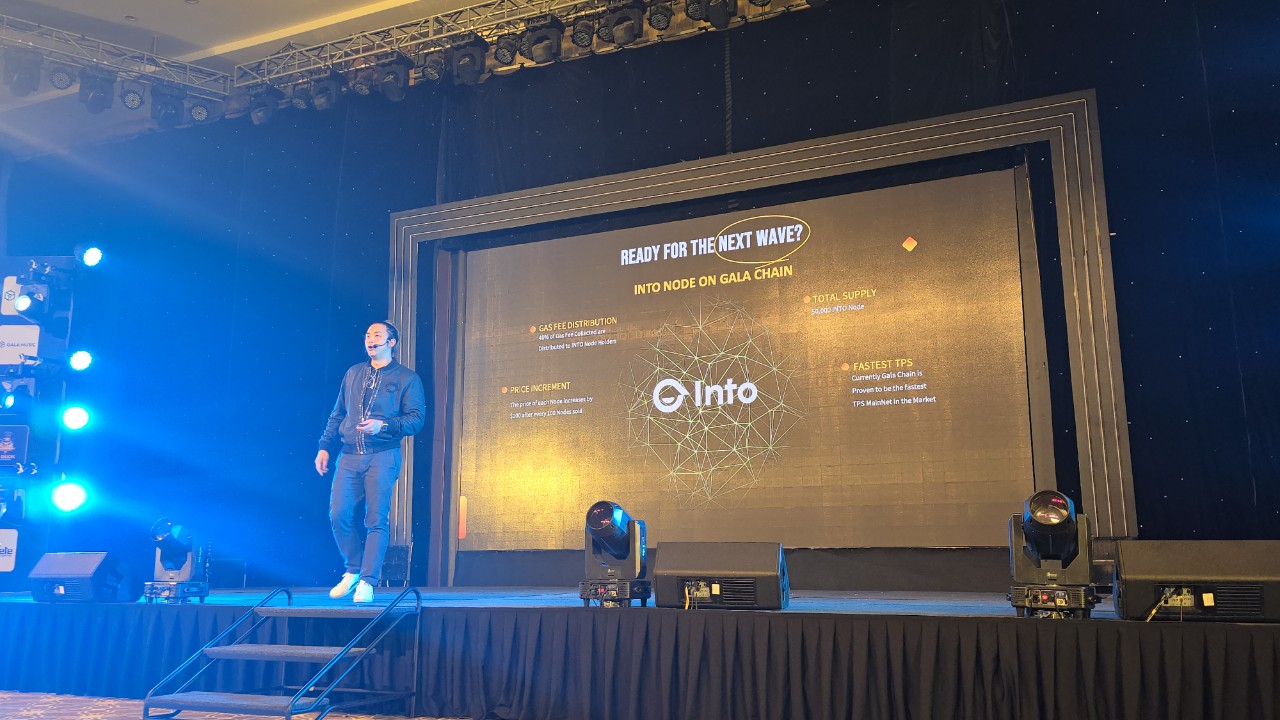 READY FOR THE NEXT WAVE?
INTO NODE ON GALA CHAIN
GAS FEE DISTRIBUTION
40% of Gas Fee Collected are
Distributed to INTO Node Holders
PRICE INCREMENT
The price of each Node increases by
$100 after every 100 Nodes sold
Into
TOTAL SUPPLY
50,000 INTO Node
FASTEST TPS
Currently Gala Chain is
Proven to be the fastest
TPS MainNet in the Market
GALA MUSIC